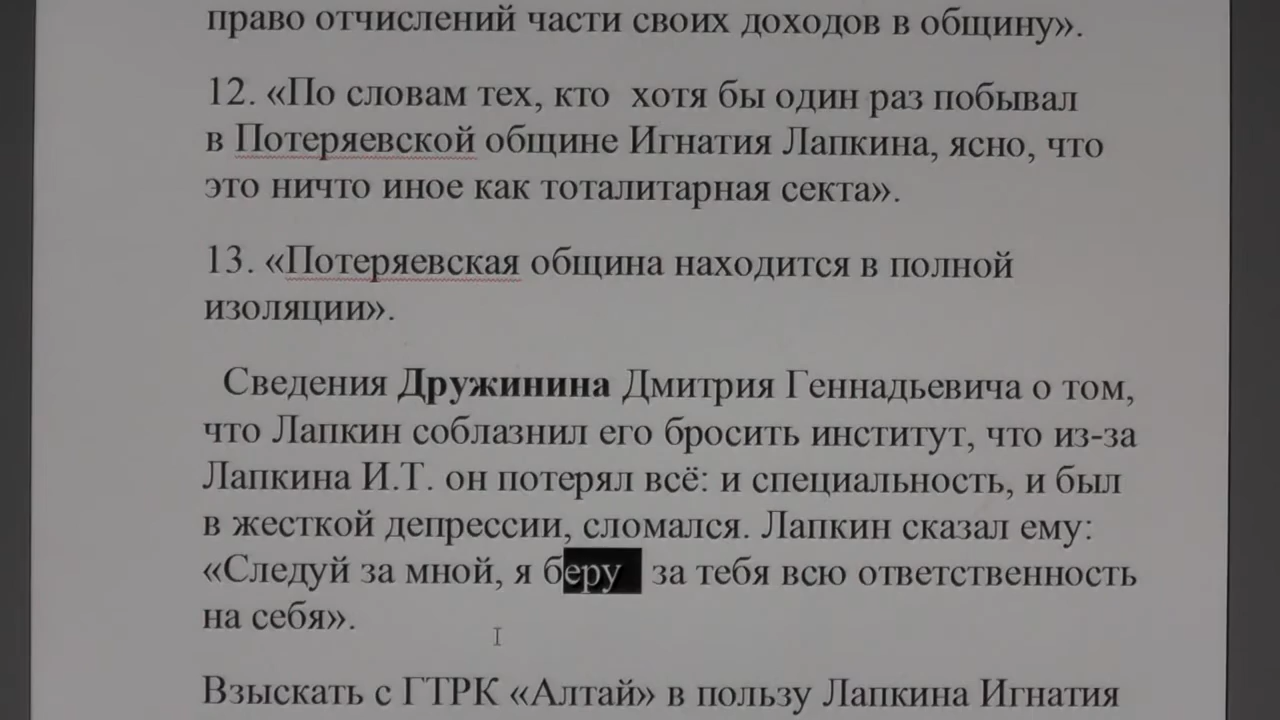 право отчислений части своих доходов в общину».
12. «По словам тех, кто  хотя бы один раз побывал
в Потеряевской общине Игнатия Лапкина, ясно, что
это ничто иное как тоталитарная секта».
13. «Потеряевская община находится в полной
изоляции».
Сведения Дружинина Дмитрия Геннадьевича о том,
что Лапкин соблазнил его бросить институт, что из-за
Лапкина И.Т. он потерял всё: и специальность, и был
в жесткой депрессии, сломался. Лапкин сказал ему:
«Следуй за мной, я беру  за тебя всю ответственность
на себя».
Взыскать с ГТРК «Алтай» в пользу Лапкина Игнатия